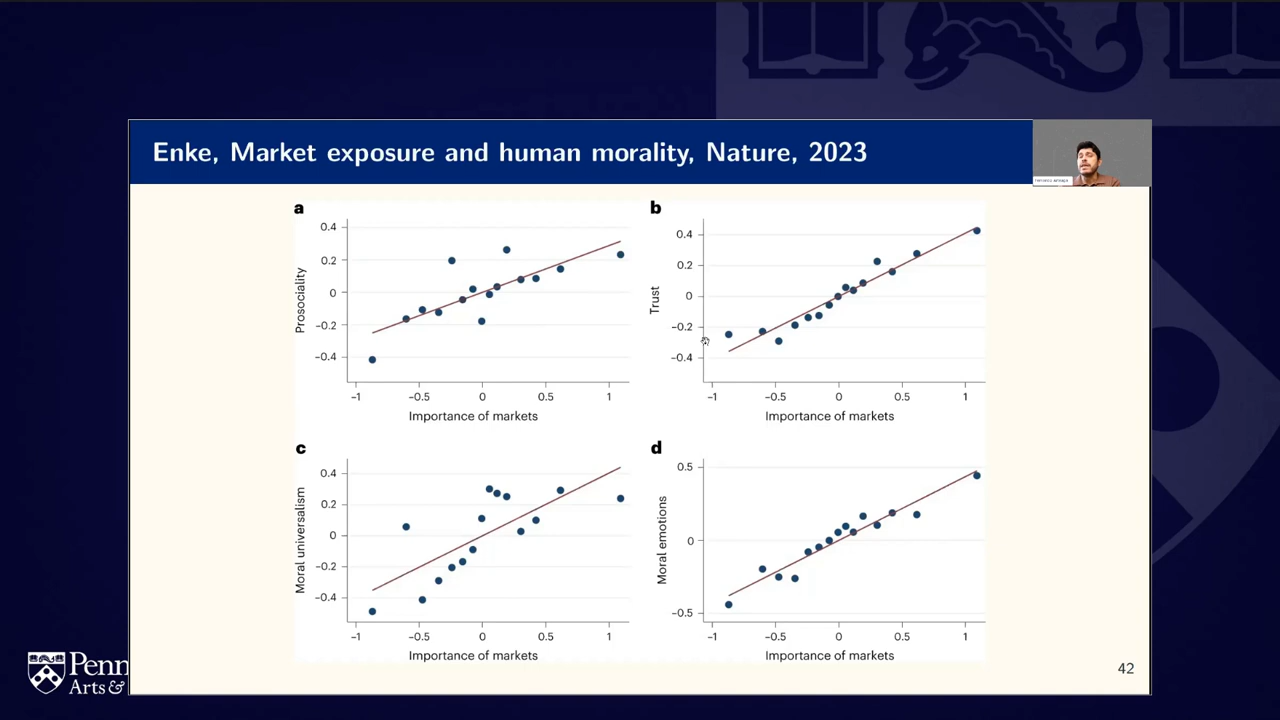 Enke, Market exposure and human morality, Nature, 2023
a
Prosociality
0.4
0.2
0
−0.2
−0.4
−1
−0.5
0
0.5
1
Importance of markets
b
Trust
0.4
0.2
0
−0.2
−0.4
−1
−0.5
0
0.5
1
Importance of markets
c
Moral universalism
0.4
0.2
0
−0.2
−0.4
−1
−0.5
0
0.5
1
Importance of markets
d
Moral emotions
0.5
0
−0.5
−1
−0.5
0
0.5
1
Importance of markets
42
Penn
Arts &